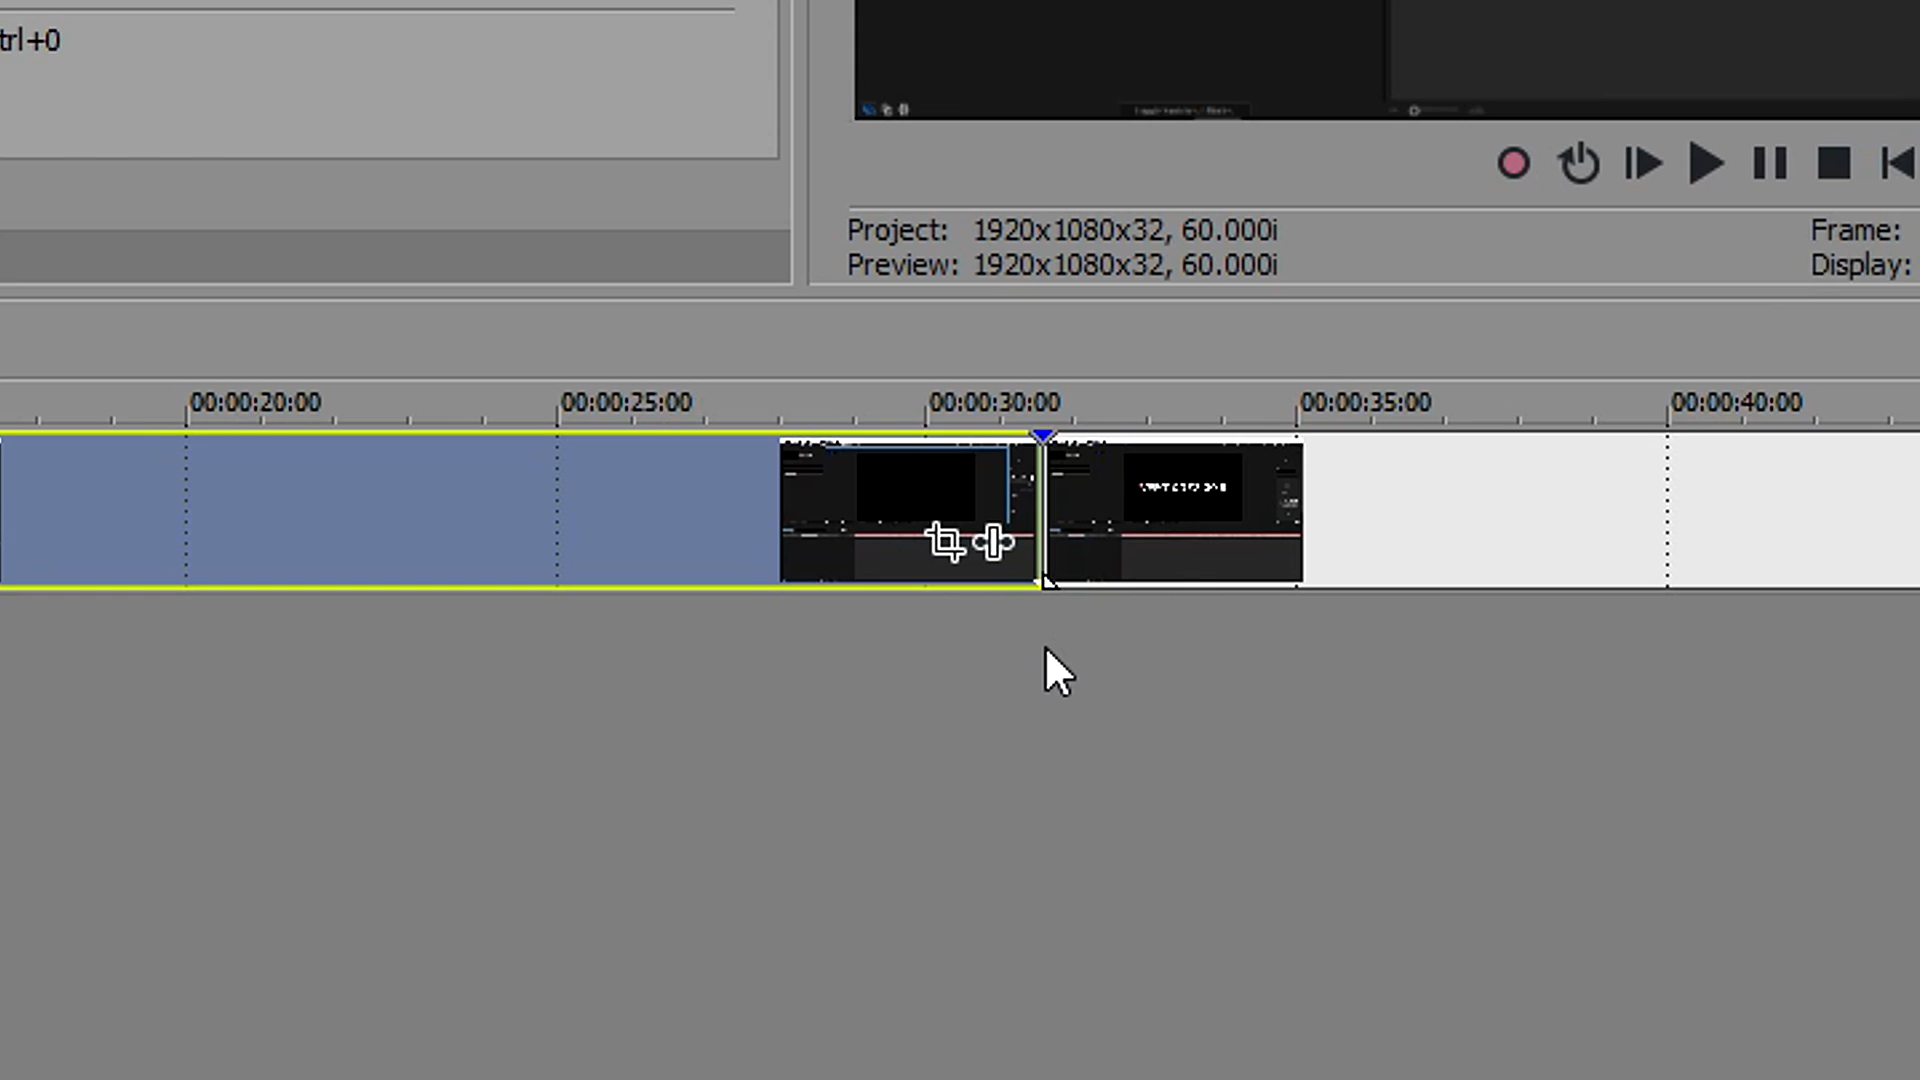 trl+0
Project: 1920x1080x32, 60.000i
Preview: 1920x1080x32, 60.000i
Frame:
Display:
00:00:20:00 00:00:25:00 00:00:30:00 00:00:35:00 00:00:40:00